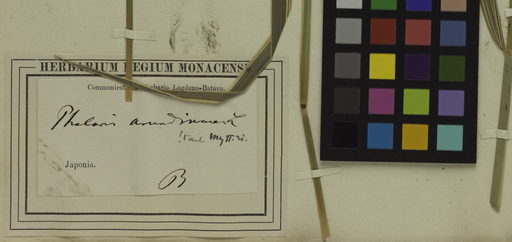 HERBARIUM REGIUM MONACENSE
Communicat. Herbario Lugduno-Batavo.
Phalaris arundinacea
Japonia.
B